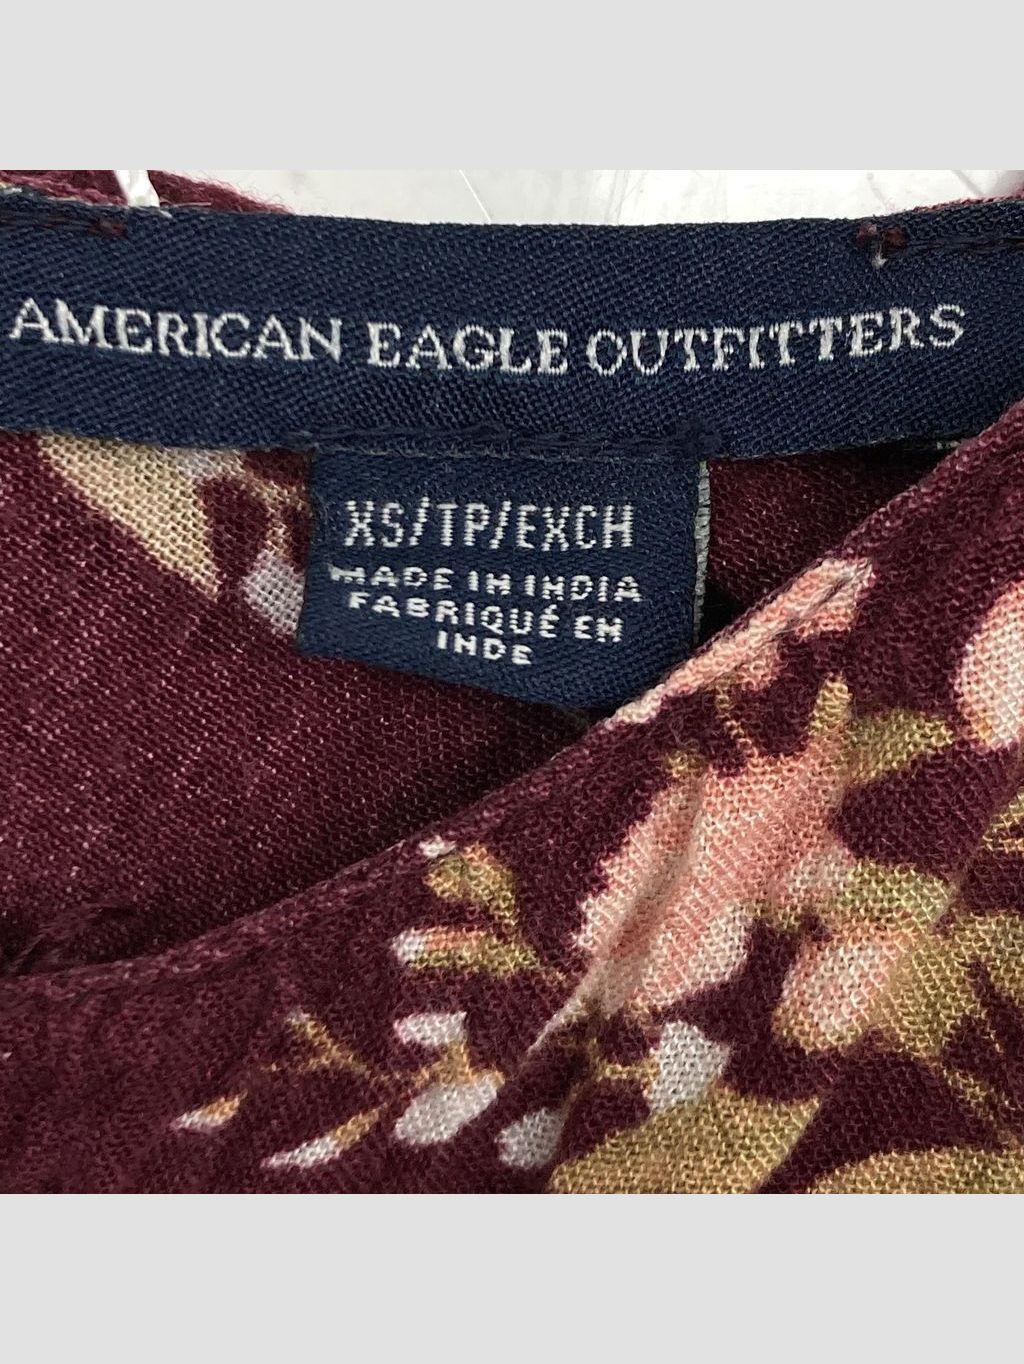 AMERICAN EAGLE OUTFITTERS
XS/TP/EXCH
MADE IN INDIA
FABRIQUÉ EN
INDE